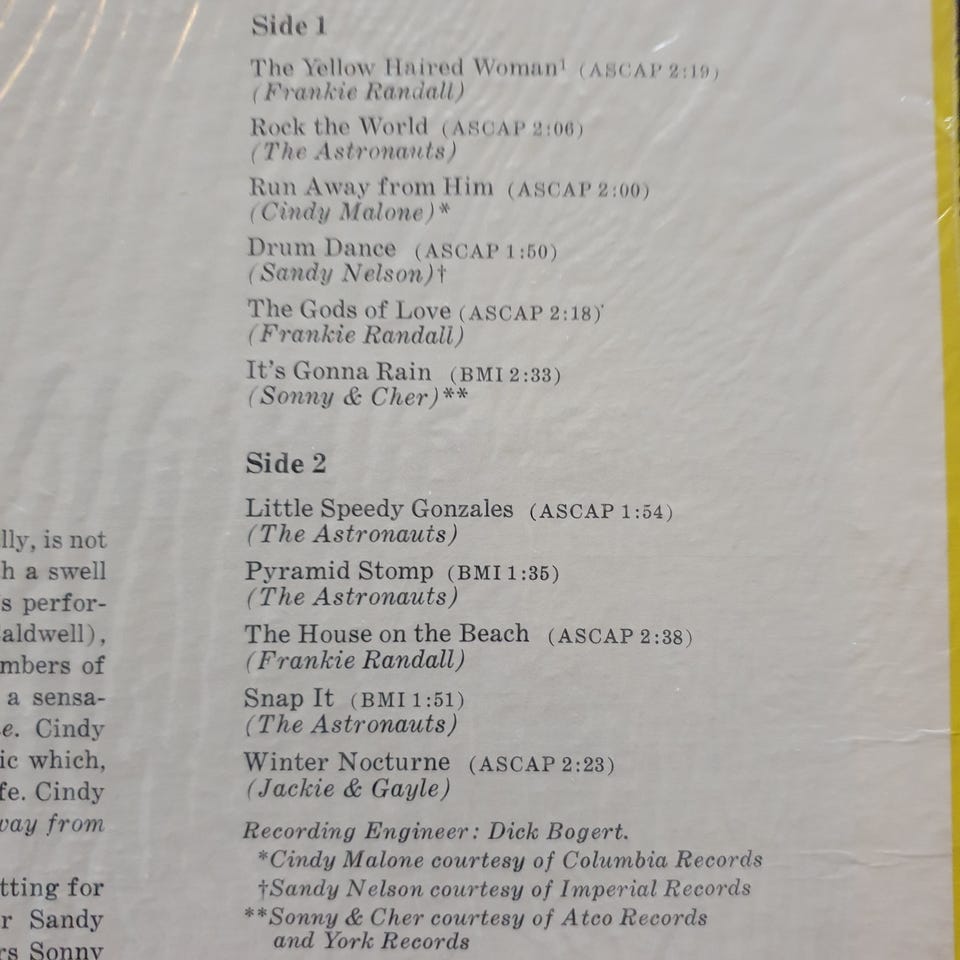 Side 1
The Yellow Haired Woman¹ (ASCAP 2:19)
(Frankie Randall)
Rock the World (ASCAP 2:06)
(The Astronauts)
Run Away from Him (ASCAP 2:00)
(Cindy Malone)*
Drum Dance (ASCAP 1:50)
(Sandy Nelson)†
The Gods of Love (ASCAP 2:18)
(Frankie Randall)
It's Gonna Rain (BMI 2:33)
(Sonny & Cher)**
Side 2
Little Speedy Gonzales (ASCAP 1:54)
(The Astronauts)
Pyramid Stomp (BMI 1:35)
(The Astronauts)
The House on the Beach (ASCAP 2:38)
(Frankie Randall)
Snap It (BMI 1:51)
(The Astronauts)
Winter Nocturne (ASCAP 2:23)
(Jackie & Gayle)
Recording Engineer: Dick Bogert.
*Cindy Malone courtesy of Columbia Records
†Sandy Nelson courtesy of Imperial Records
**Sonny & Cher courtesy of Atco Records
and York Records
lly, is not
h a swell
s perfor-
aldwell),
mbers of
a sensa-
e. Cindy
ic which,
fe. Cindy
way from
tting for
r Sandy
rs Sonny